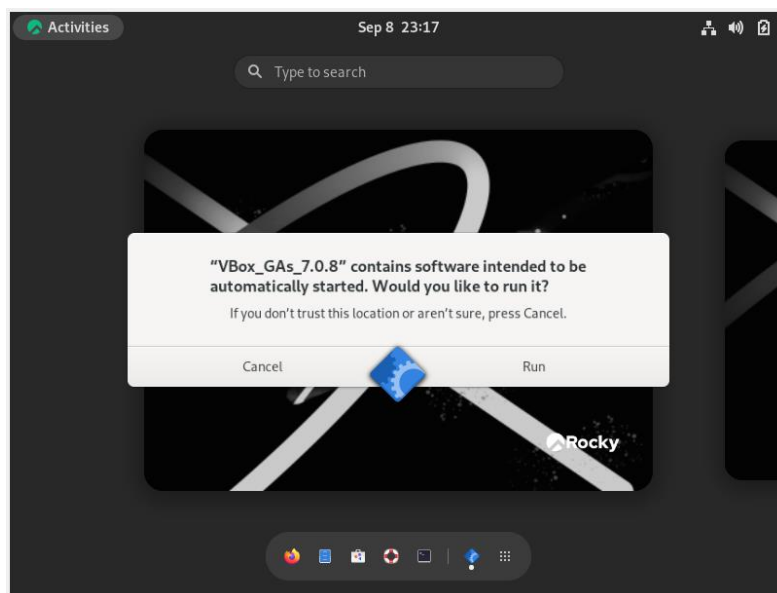 Activities
Sep 8 23:17
Type to search
“VBox_GAs_7.0.8” contains software intended to be
automatically started. Would you like to run it?
If you don’t trust this location or aren’t sure, press Cancel.
Cancel
Run
Rocky